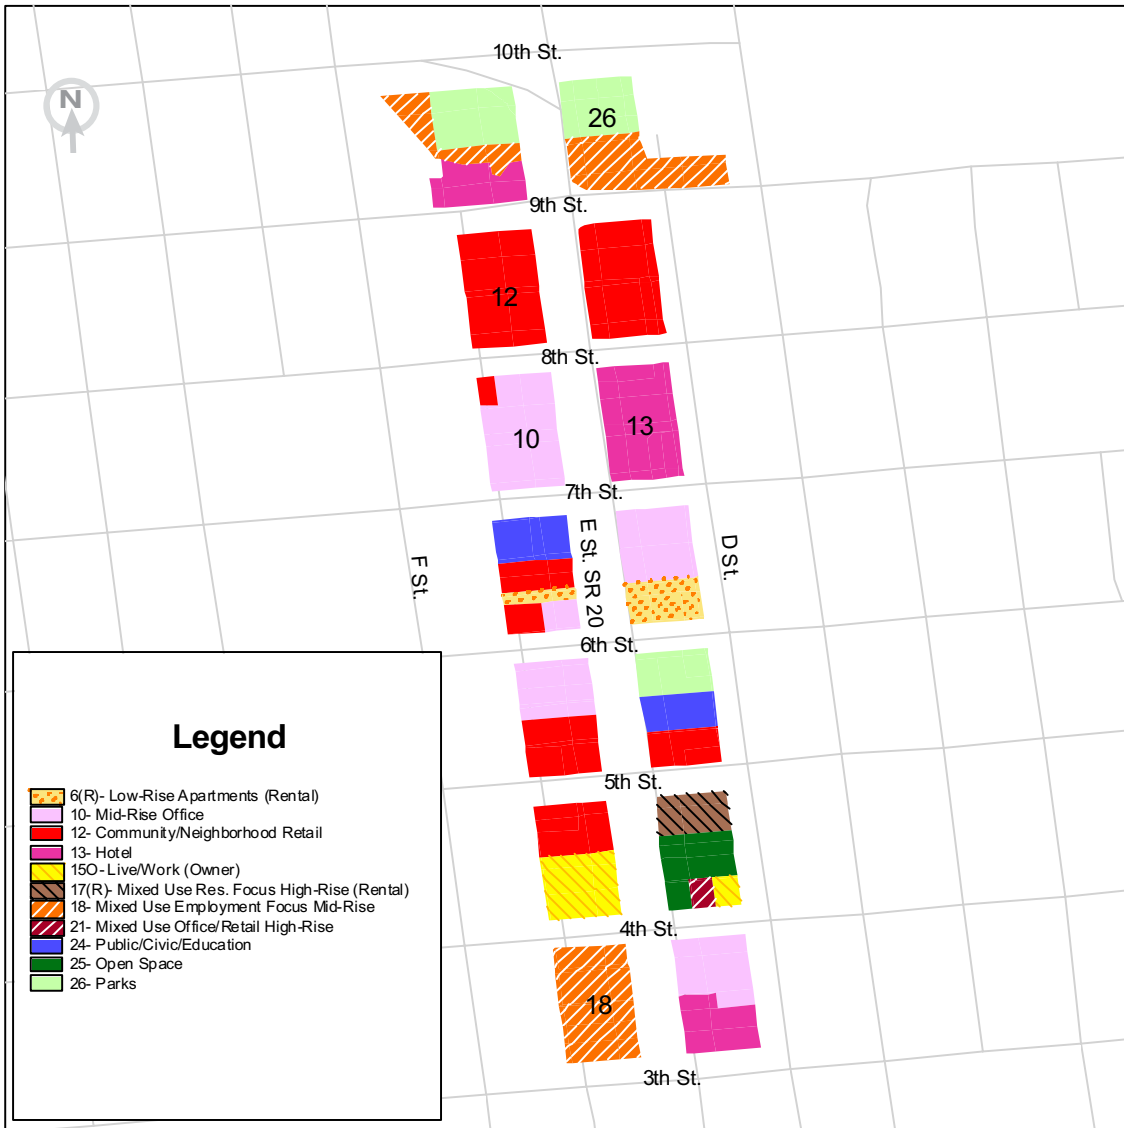 10th St.
N
26
9th St.
12
8th St.
13
10
7th St.
E St. SR 20
D St.
F St.
6th St.
Legend
5th St.
6(R)- Low-Rise Apartments (Rental)
10- Mid-Rise Office
12- Community/Neighborhood Retail
13- Hotel
15O- Live/Work (Owner)
17(R)- Mixed Use Res. Focus High-Rise (Rental)
18- Mixed Use Employment Focus Mid-Rise
21- Mixed Use Office/Retail High-Rise
24- Public/Civic/Education
25- Open Space
26- Parks
4th St.
18
3th St.